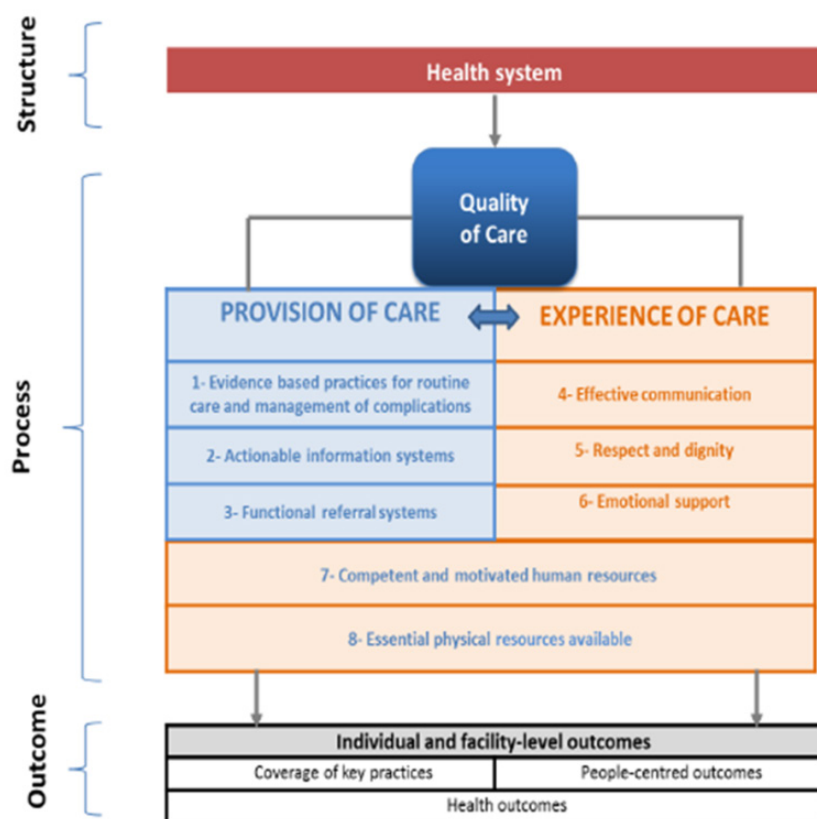 Structure
Health system
Quality
of Care
Process
PROVISION OF CARE
EXPERIENCE OF CARE
1- Evidence based practices for routine
care and management of complications
4- Effective communication
2- Actionable information systems
5- Respect and dignity
3- Functional referral systems
6- Emotional support
7- Competent and motivated human resources
8- Essential physical resources available
Outcome
Individual and facility-level outcomes
Coverage of key practices
People-centred outcomes
Health outcomes